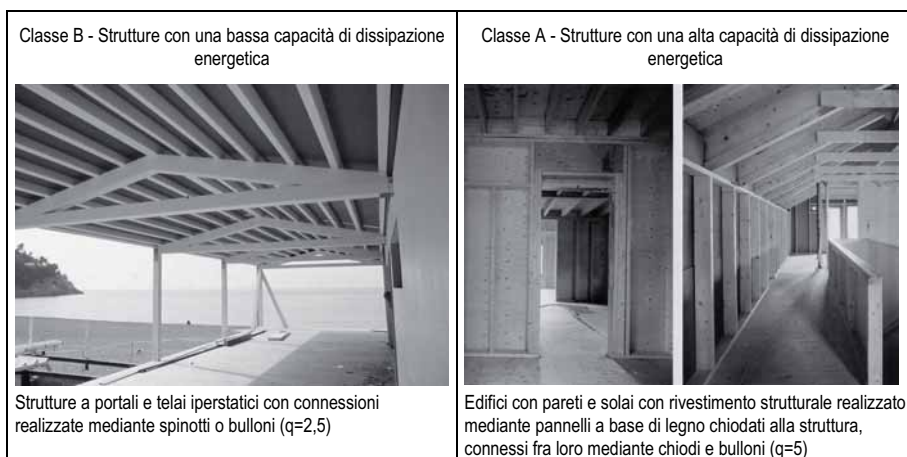 Classe B - Strutture con una bassa capacità di dissipazione
energetica
Strutture a portali e telai iperstatici con connessioni
realizzate mediante spinotti o bulloni (q=2,5)
Classe A - Strutture con una alta capacità di dissipazione
energetica
Edifici con pareti e solai con rivestimento strutturale realizzato
mediante pannelli a base di legno chiodati alla struttura,
connessi fra loro mediante chiodi e bulloni (q=5)